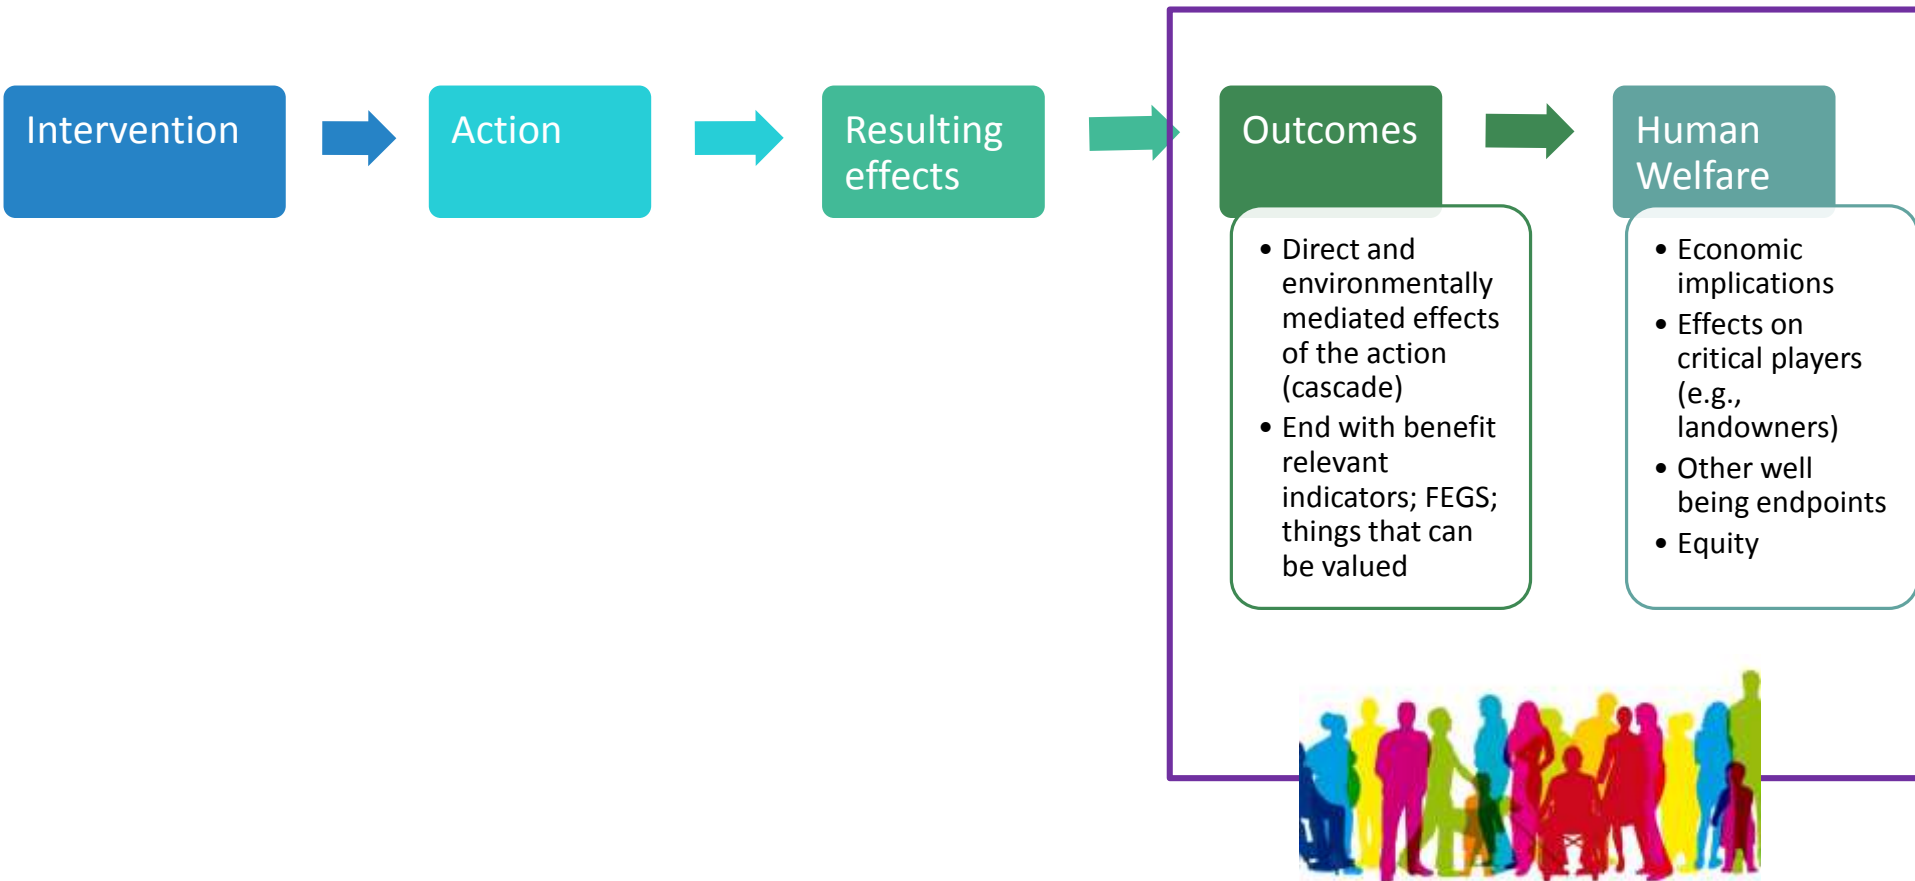 Intervention
Action
Resulting
effects
Outcomes
Human
Welfare
• Direct and
environmentally
mediated effects
of the action
(cascade)
• End with benefit
relevant
indicators; FEGS;
things that can
be valued
• Economic
implications
• Effects on
critical players
(e.g.,
landowners)
• Other well
being endpoints
• Equity